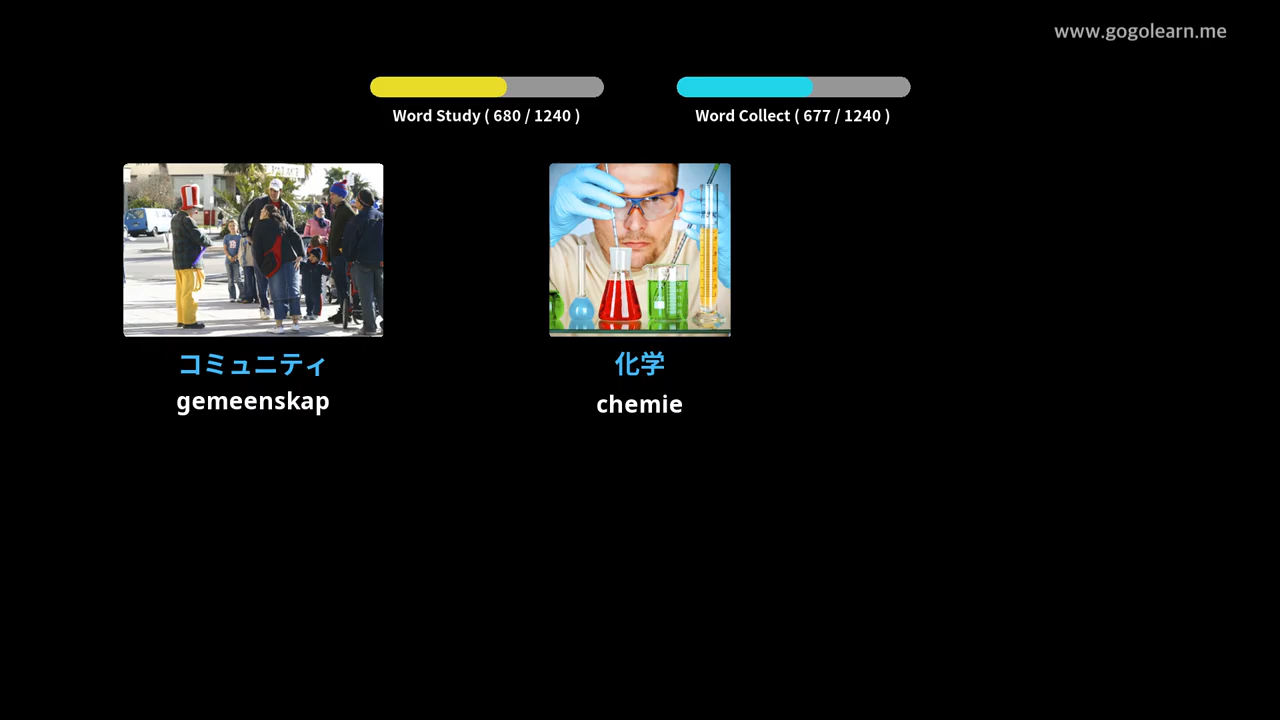 www.gogolearn.me
Word Study ( 680 / 1240 )
Word Collect ( 677 / 1240 )
コミュニティ
gemeenskap
化学
chemie